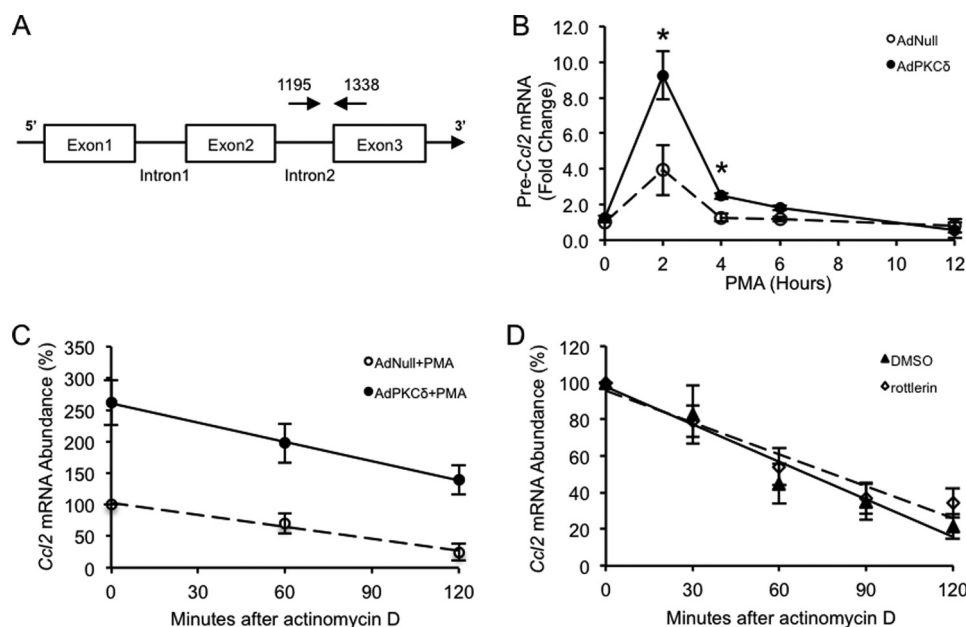 A
1195 1338
5' 3'
Exon1 Exon2 Exon3
Intron1 Intron2
B
Pre-Ccl2 mRNA
(Fold Change)
12.0
10.0
8.0
6.0
4.0
2.0
0.0
* *
AdNull
AdPKCδ
0 2 4 6 8 10 12
PMA (Hours)
C
Ccl2 mRNA Abundance (%)
350
300
250
200
150
100
50
0
AdNull+PMA
AdPKCδ+PMA
0 30 60 90 120
Minutes after actinomycin D
D
Ccl2 mRNA Abundance (%)
120
100
80
60
40
20
0
DMSO
rottlerin
0 30 60 90 120
Minutes after actinomycin D